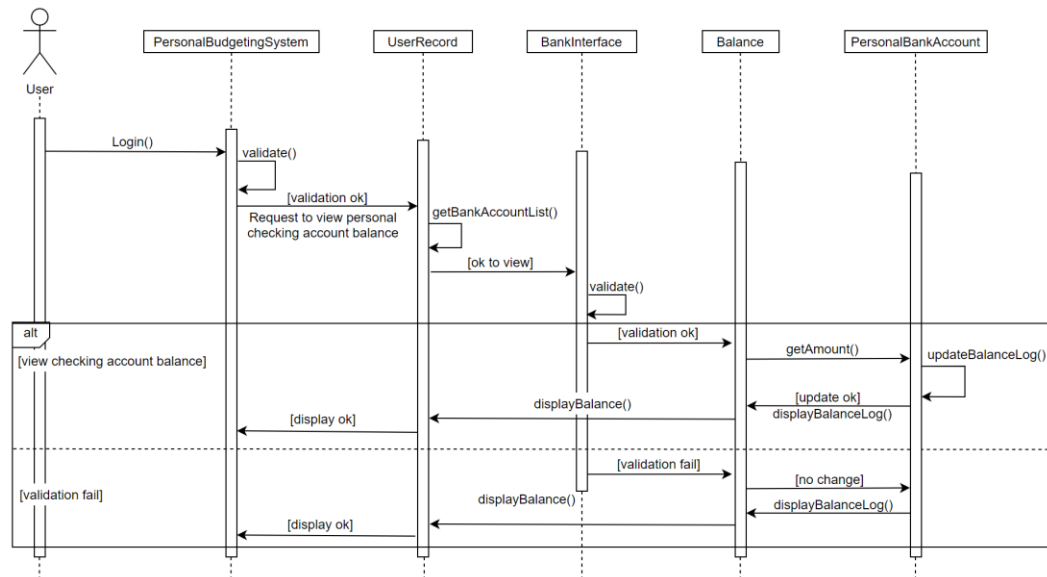 PersonalBudgetingSystem
UserRecord
BankInterface
Balance
PersonalBankAccount
User
Login()
validate()
[validation ok]
Request to view personal
checking account balance
getBankAccountList()
[ok to view]
validate()
alt
[validation ok]
[view checking account balance]
getAmount()
updateBalanceLog()
[update ok]
displayBalanceLog()
displayBalance()
[display ok]
[validation fail]
[validation fail]
[no change]
displayBalance()
displayBalanceLog()
[display ok]